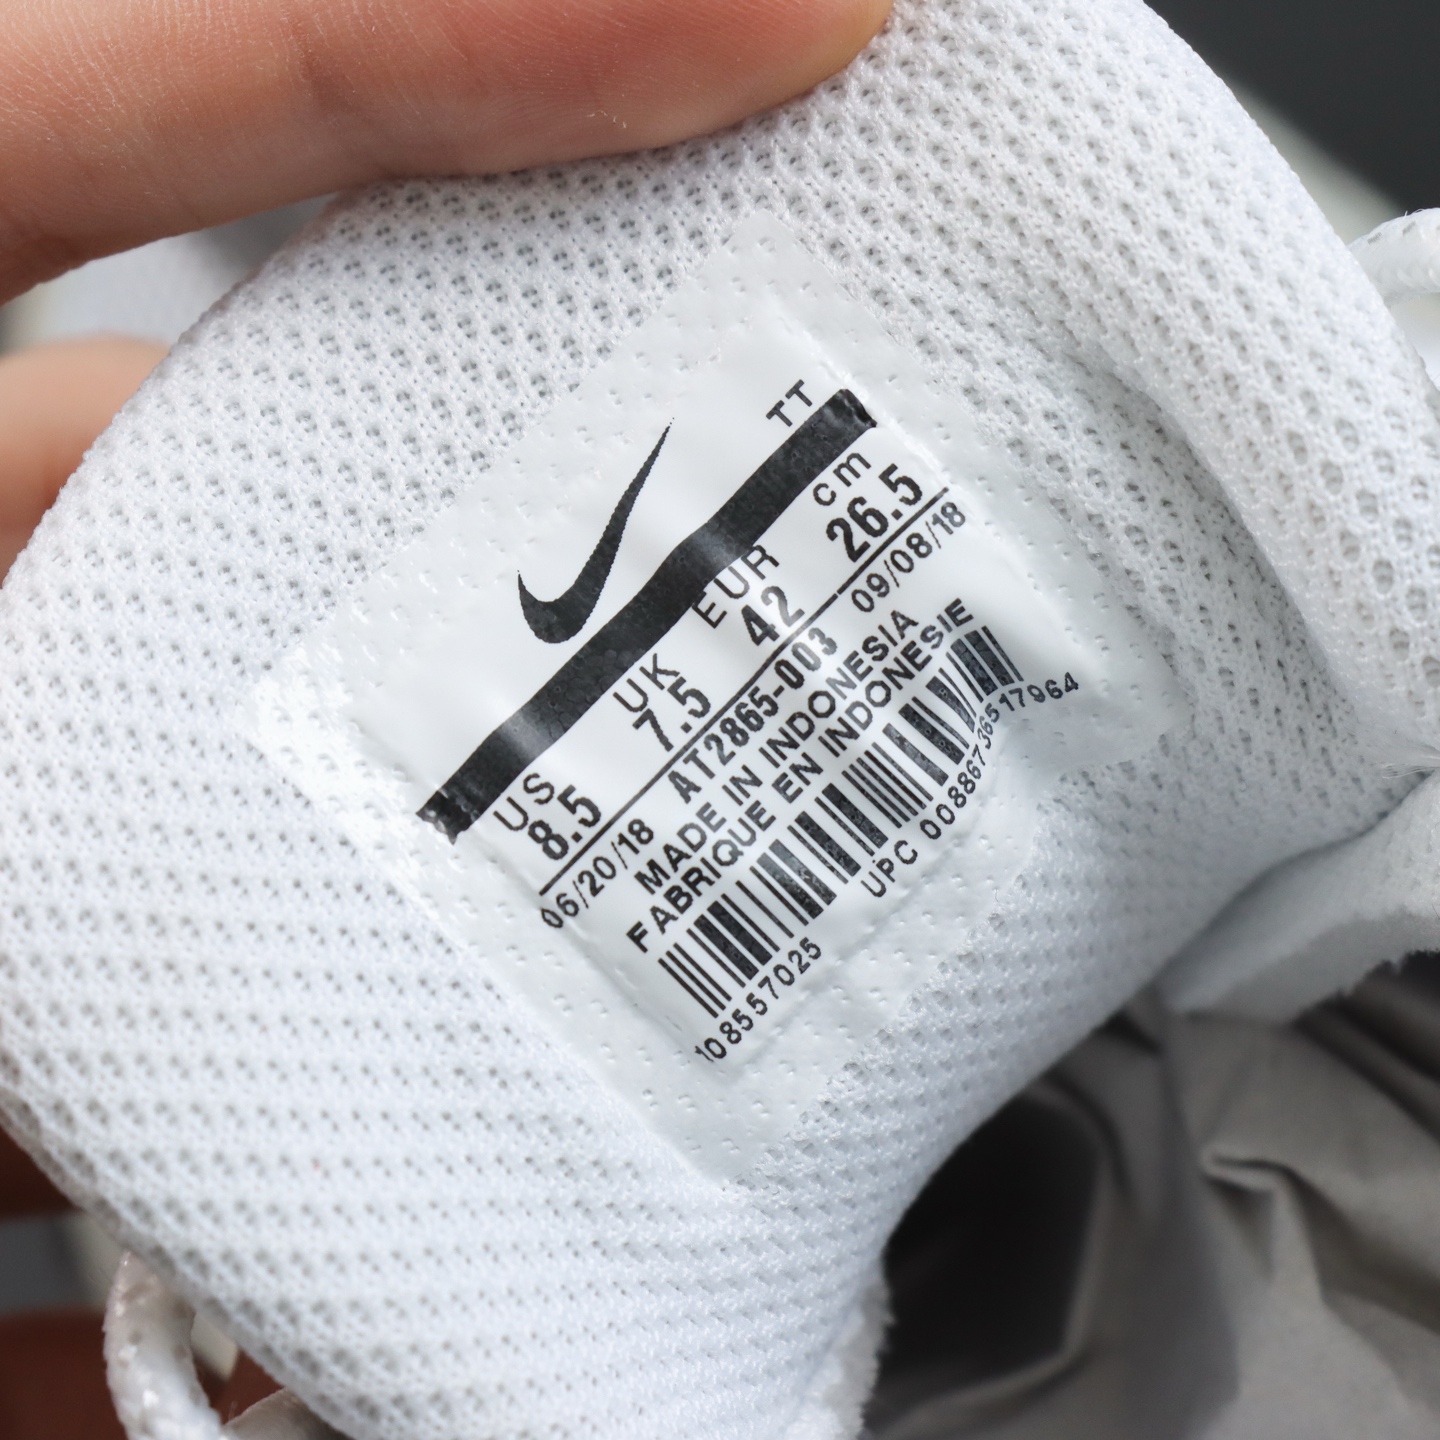 TT
US UK EUR cm
8.5 7.5 42 26.5
06/20/18 AT2865-003 09/08/18
MADE IN INDONESIA
FABRIQUE EN INDONESIE
UPC 00886736517964
1085557025